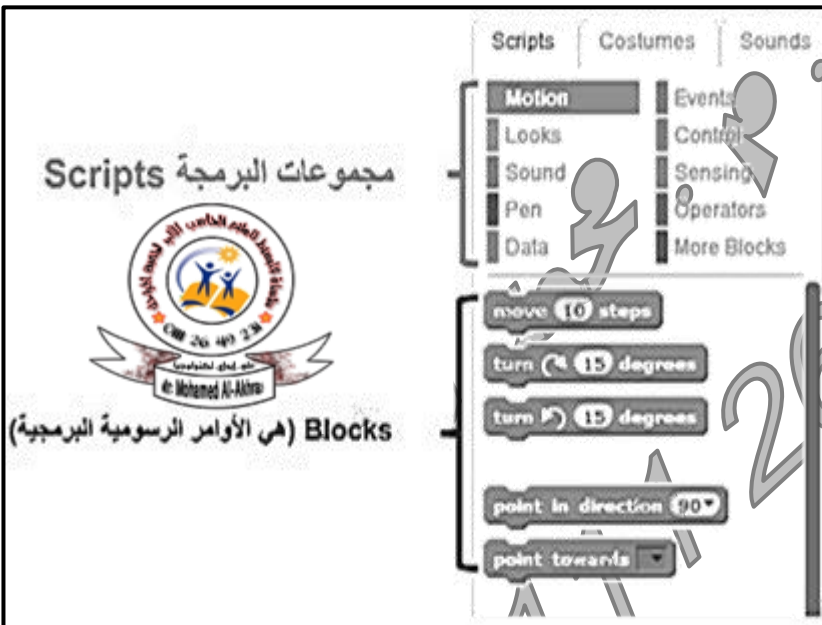 Scripts Costumes Sounds
Motion Events
Looks Control
Sound Sensing
Pen Operators
Data More Blocks
مجموعات البرمجة Scripts
move 10 steps
turn 15 degrees
turn 15 degrees
point in direction 90
point towards
Blocks (هي الأوامر الرسومية البرمجية)
Mohamed Al-Akhras